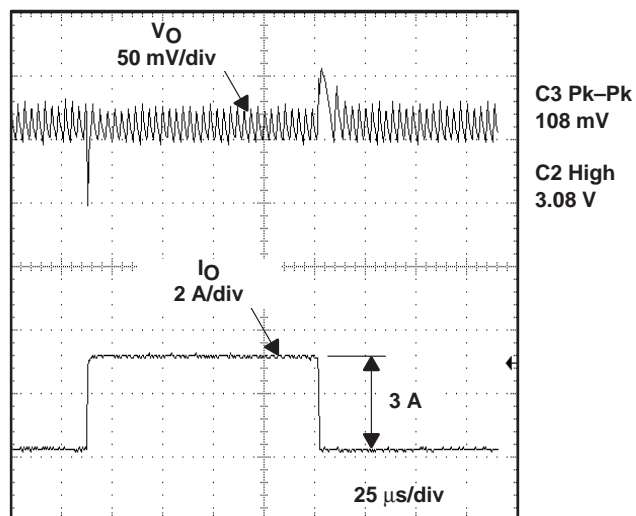 VO
50 mV/div
C3 Pk–Pk
108 mV
C2 High
3.08 V
IO
2 A/div
3 A
25 μs/div